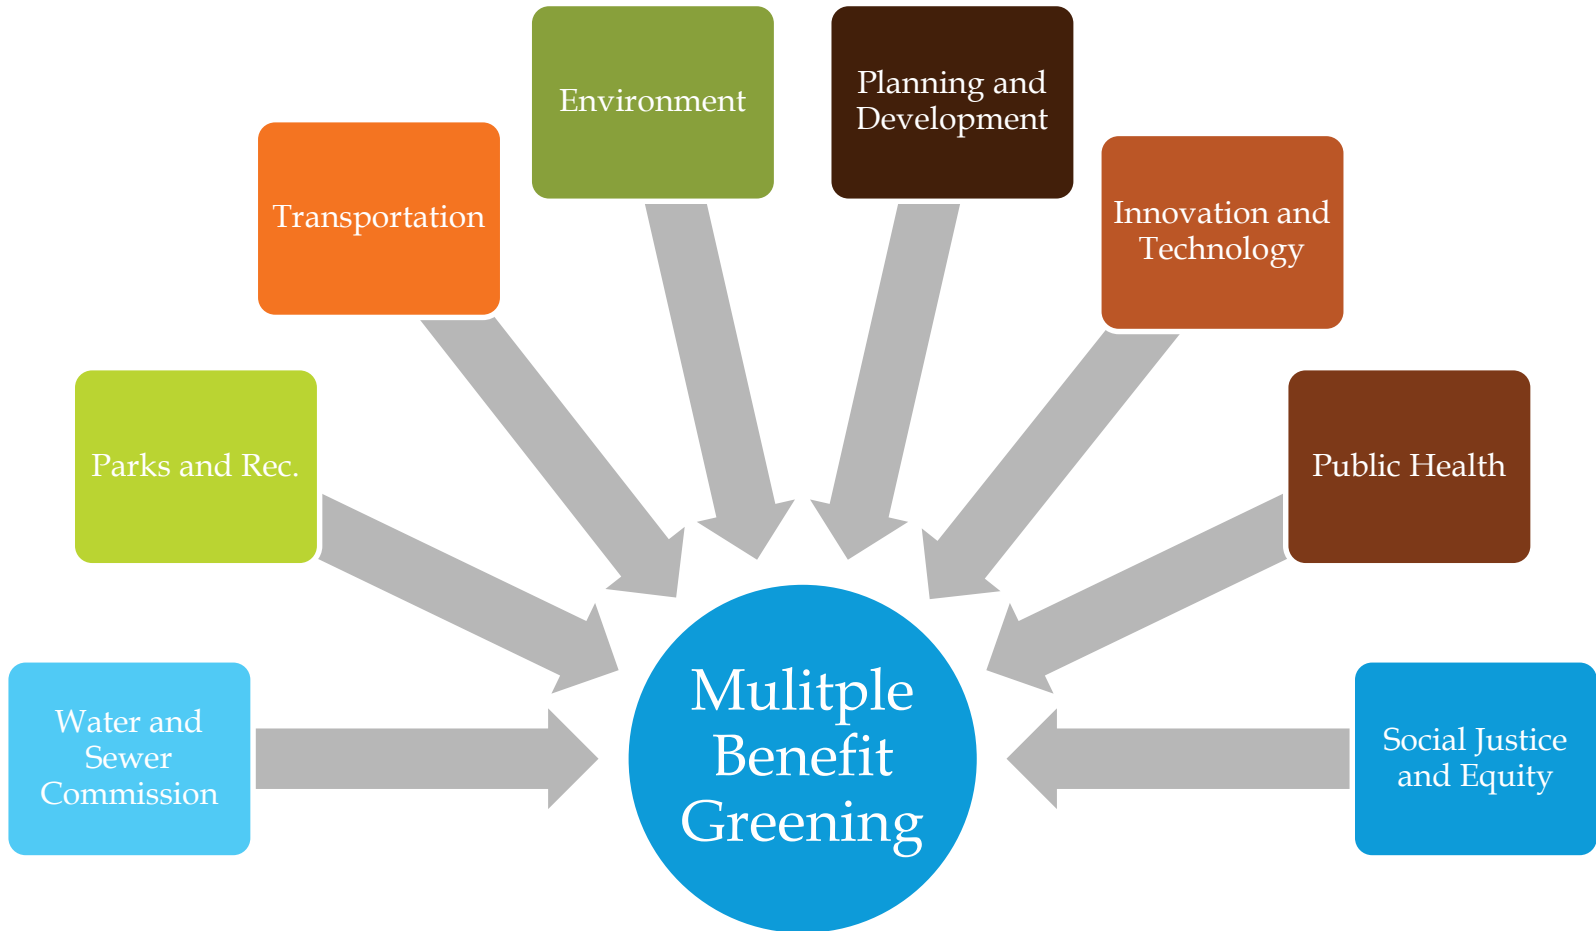 Environment
Planning and
Development
Transportation
Innovation and
Technology
Parks and Rec.
Public Health
Water and
Sewer
Commission
Mulitple
Benefit
Greening
Social Justice
and Equity